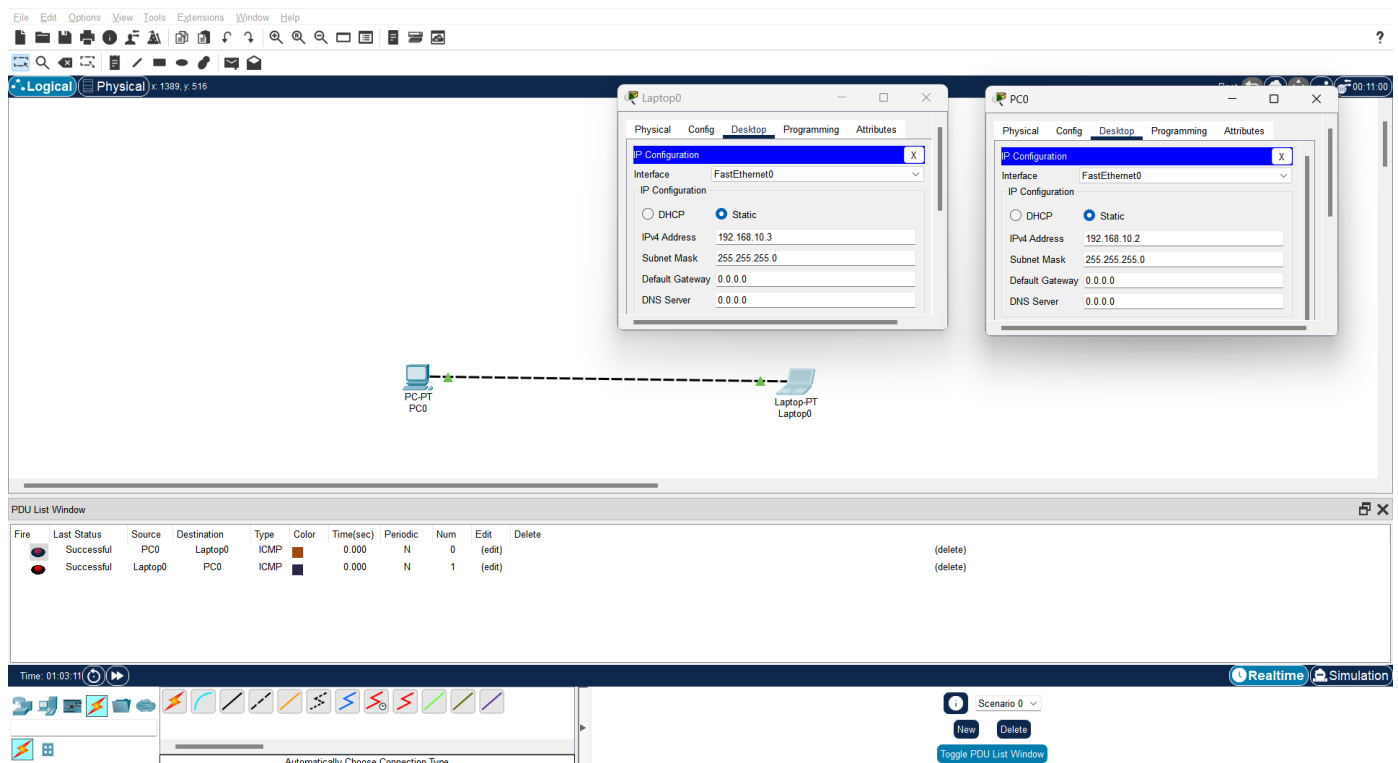 File Edit Options View Tools Extensions Window Help
?
Logical Physical x: 1389, y: 516 00:11:00
Laptop0
Physical Config Desktop Programming Attributes
IP Configuration X
Interface FastEthernet0
IP Configuration
DHCP Static
IPv4 Address 192.168.10.3
Subnet Mask 255.255.255.0
Default Gateway 0.0.0.0
DNS Server 0.0.0.0
PC0
Physical Config Desktop Programming Attributes
IP Configuration X
Interface FastEthernet0
IP Configuration
DHCP Static
IPv4 Address 192.168.10.2
Subnet Mask 255.255.255.0
Default Gateway 0.0.0.0
DNS Server 0.0.0.0
PC-PT
PC0
Laptop-PT
Laptop0
PDU List Window
Fire Last Status Source Destination Type Color Time(sec) Periodic Num Edit Delete
Successful PC0 Laptop0 ICMP 0.000 N 0 (edit) (delete)
Successful Laptop0 PC0 ICMP 0.000 N 1 (edit) (delete)
Time: 01:03:11 Realtime Simulation
Scenario 0
New Delete
Toggle PDU List Window
Automatically Choose Connection Type